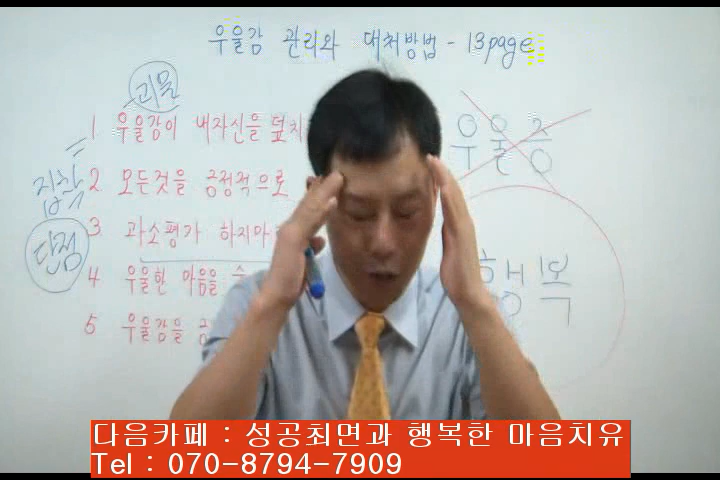 우울감 관리와 대처방법 - 13page
괴물
1 우울감이 내자신을 덮치
2 모든것을 긍정적으로
3 과소평가 하지마
4 우울한 마음을
5 우울감을
집착
단정
우울증
행복
다음카페 : 성공최면과 행복한 마음치유
Tel : 070-8794-7909